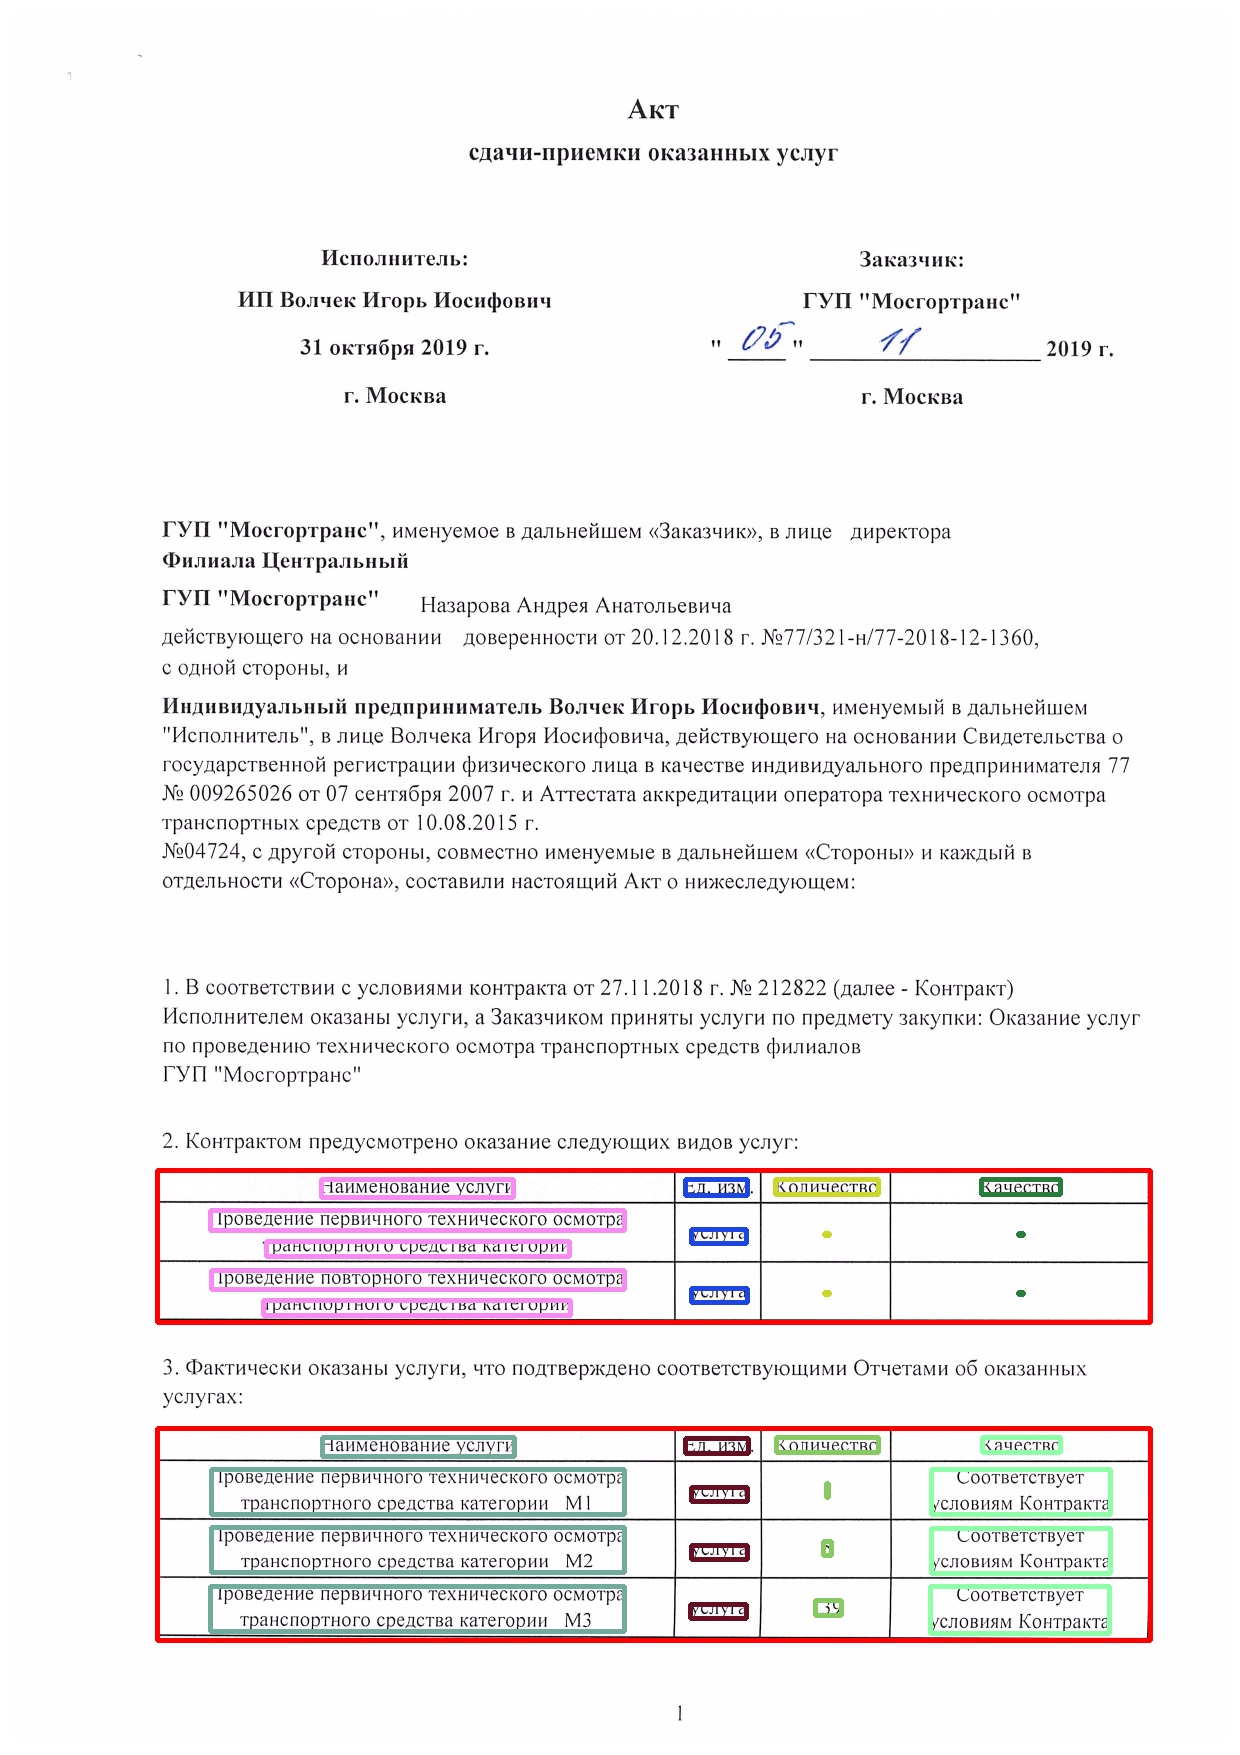 Акт
сдачи-приемки оказанных услуг
Исполнитель:
Заказчик:
ИП Волчек Игорь Иосифович
ГУП "Мосгортранс"
31 октября 2019 г.
" 05 " 11 2019 г.
г. Москва
г. Москва
ГУП "Мосгортранс", именуемое в дальнейшем «Заказчик», в лице директора
Филиала Центральный
ГУП "Мосгортранс" Назарова Андрея Анатольевича
действующего на основании доверенности от 20.12.2018 г. №77/321-н/77-2018-12-1360,
с одной стороны, и
Индивидуальный предприниматель Волчек Игорь Иосифович, именуемый в дальнейшем
"Исполнитель", в лице Волчека Игоря Иосифовича, действующего на основании Свидетельства о
государственной регистрации физического лица в качестве индивидуального предпринимателя 77
№ 009265026 от 07 сентября 2007 г. и Аттестата аккредитации оператора технического осмотра
транспортных средств от 10.08.2015 г.
№04724, с другой стороны, совместно именуемые в дальнейшем «Стороны» и каждый в
отдельности «Сторона», составили настоящий Акт о нижеследующем:
1. В соответствии с условиями контракта от 27.11.2018 г. № 212822 (далее - Контракт)
Исполнителем оказаны услуги, а Заказчиком приняты услуги по предмету закупки: Оказание услуг
по проведению технического осмотра транспортных средств филиалов
ГУП "Мосгортранс"
2. Контрактом предусмотрено оказание следующих видов услуг:
Наименование услуги Ед. изм. Количество Качество
Проведение первичного технического осмотра
транспортного средства категории
услуга
Проведение повторного технического осмотра
транспортного средства категории
услуга
3. Фактически оказаны услуги, что подтверждено соответствующими Отчетами об оказанных
услугах:
Наименование услуги Ед. изм. Количество Качество
Проведение первичного технического осмотра
транспортного средства категории М1
услуга
Соответствует
условиям Контракта
Проведение первичного технического осмотра
транспортного средства категории М2
услуга
Соответствует
условиям Контракта
Проведение первичного технического осмотра
транспортного средства категории М3
услуга
Соответствует
условиям Контракта
1